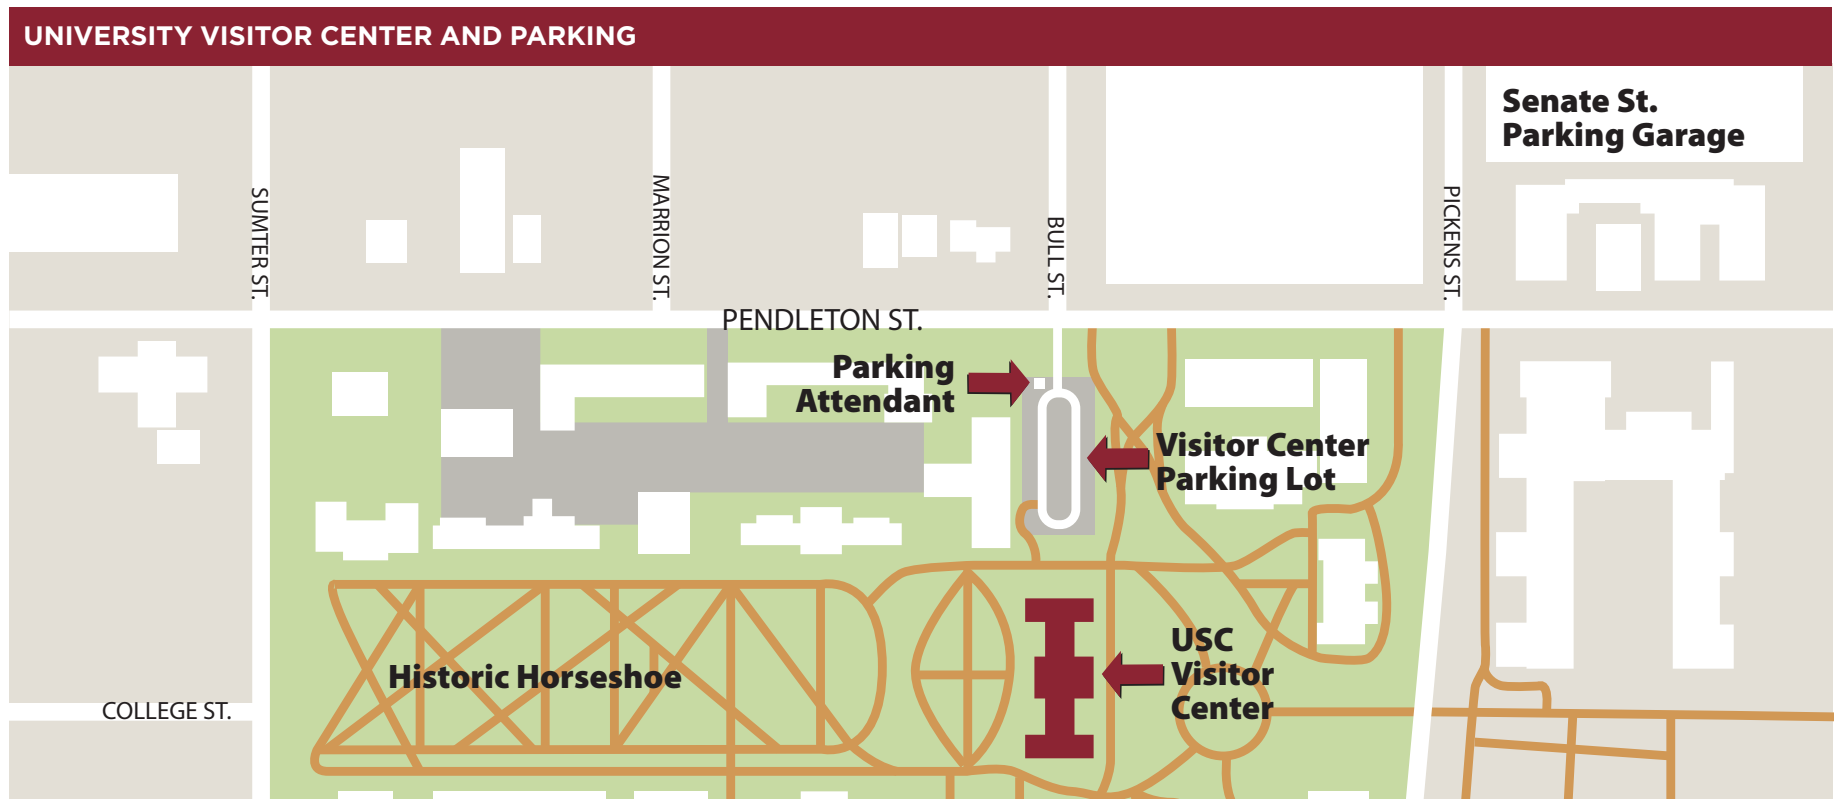 UNIVERSITY VISITOR CENTER AND PARKING
Senate St.
Parking Garage
SUMTER ST.
MARRION ST.
BULL ST.
PICKENS ST.
PENDLETON ST.
Parking
Attendant
Visitor Center
Parking Lot
Historic Horseshoe
USC
Visitor
Center
COLLEGE ST.